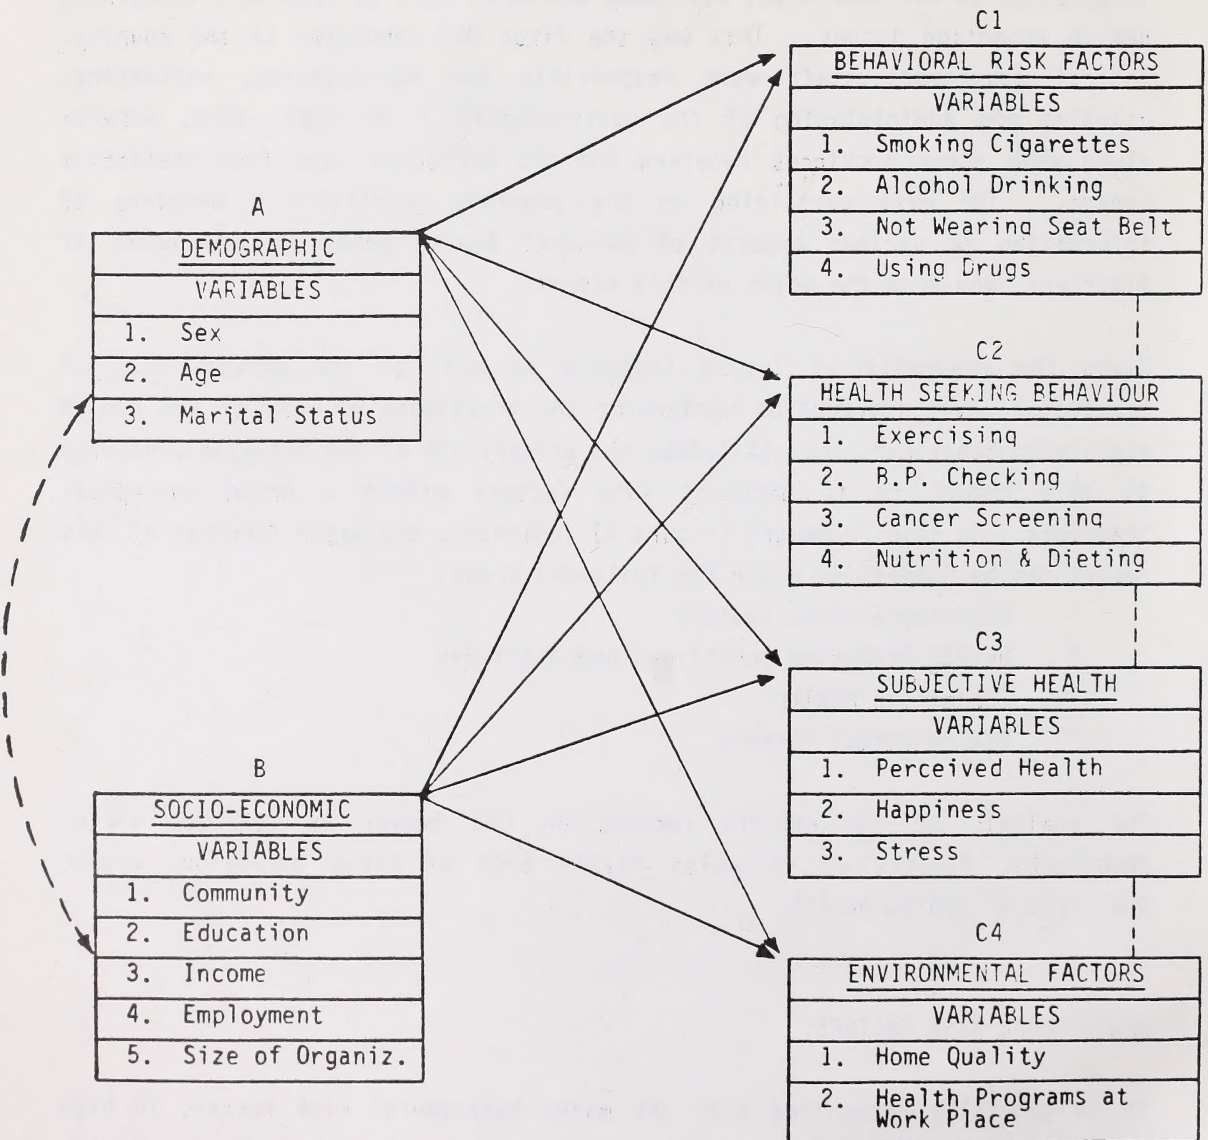 A
DEMOGRAPHIC
VARIABLES
1. Sex
2. Age
3. Marital Status
B
SOCIO-ECONOMIC
VARIABLES
1. Community
2. Education
3. Income
4. Employment
5. Size of Organiz.
C1
BEHAVIORAL RISK FACTORS
VARIABLES
1. Smoking Cigarettes
2. Alcohol Drinking
3. Not Wearing Seat Belt
4. Using Drugs
C2
HEALTH SEEKING BEHAVIOUR
1. Exercising
2. B.P. Checking
3. Cancer Screening
4. Nutrition & Dieting
C3
SUBJECTIVE HEALTH
VARIABLES
1. Perceived Health
2. Happiness
3. Stress
C4
ENVIRONMENTAL FACTORS
VARIABLES
1. Home Quality
2. Health Programs at
Work Place